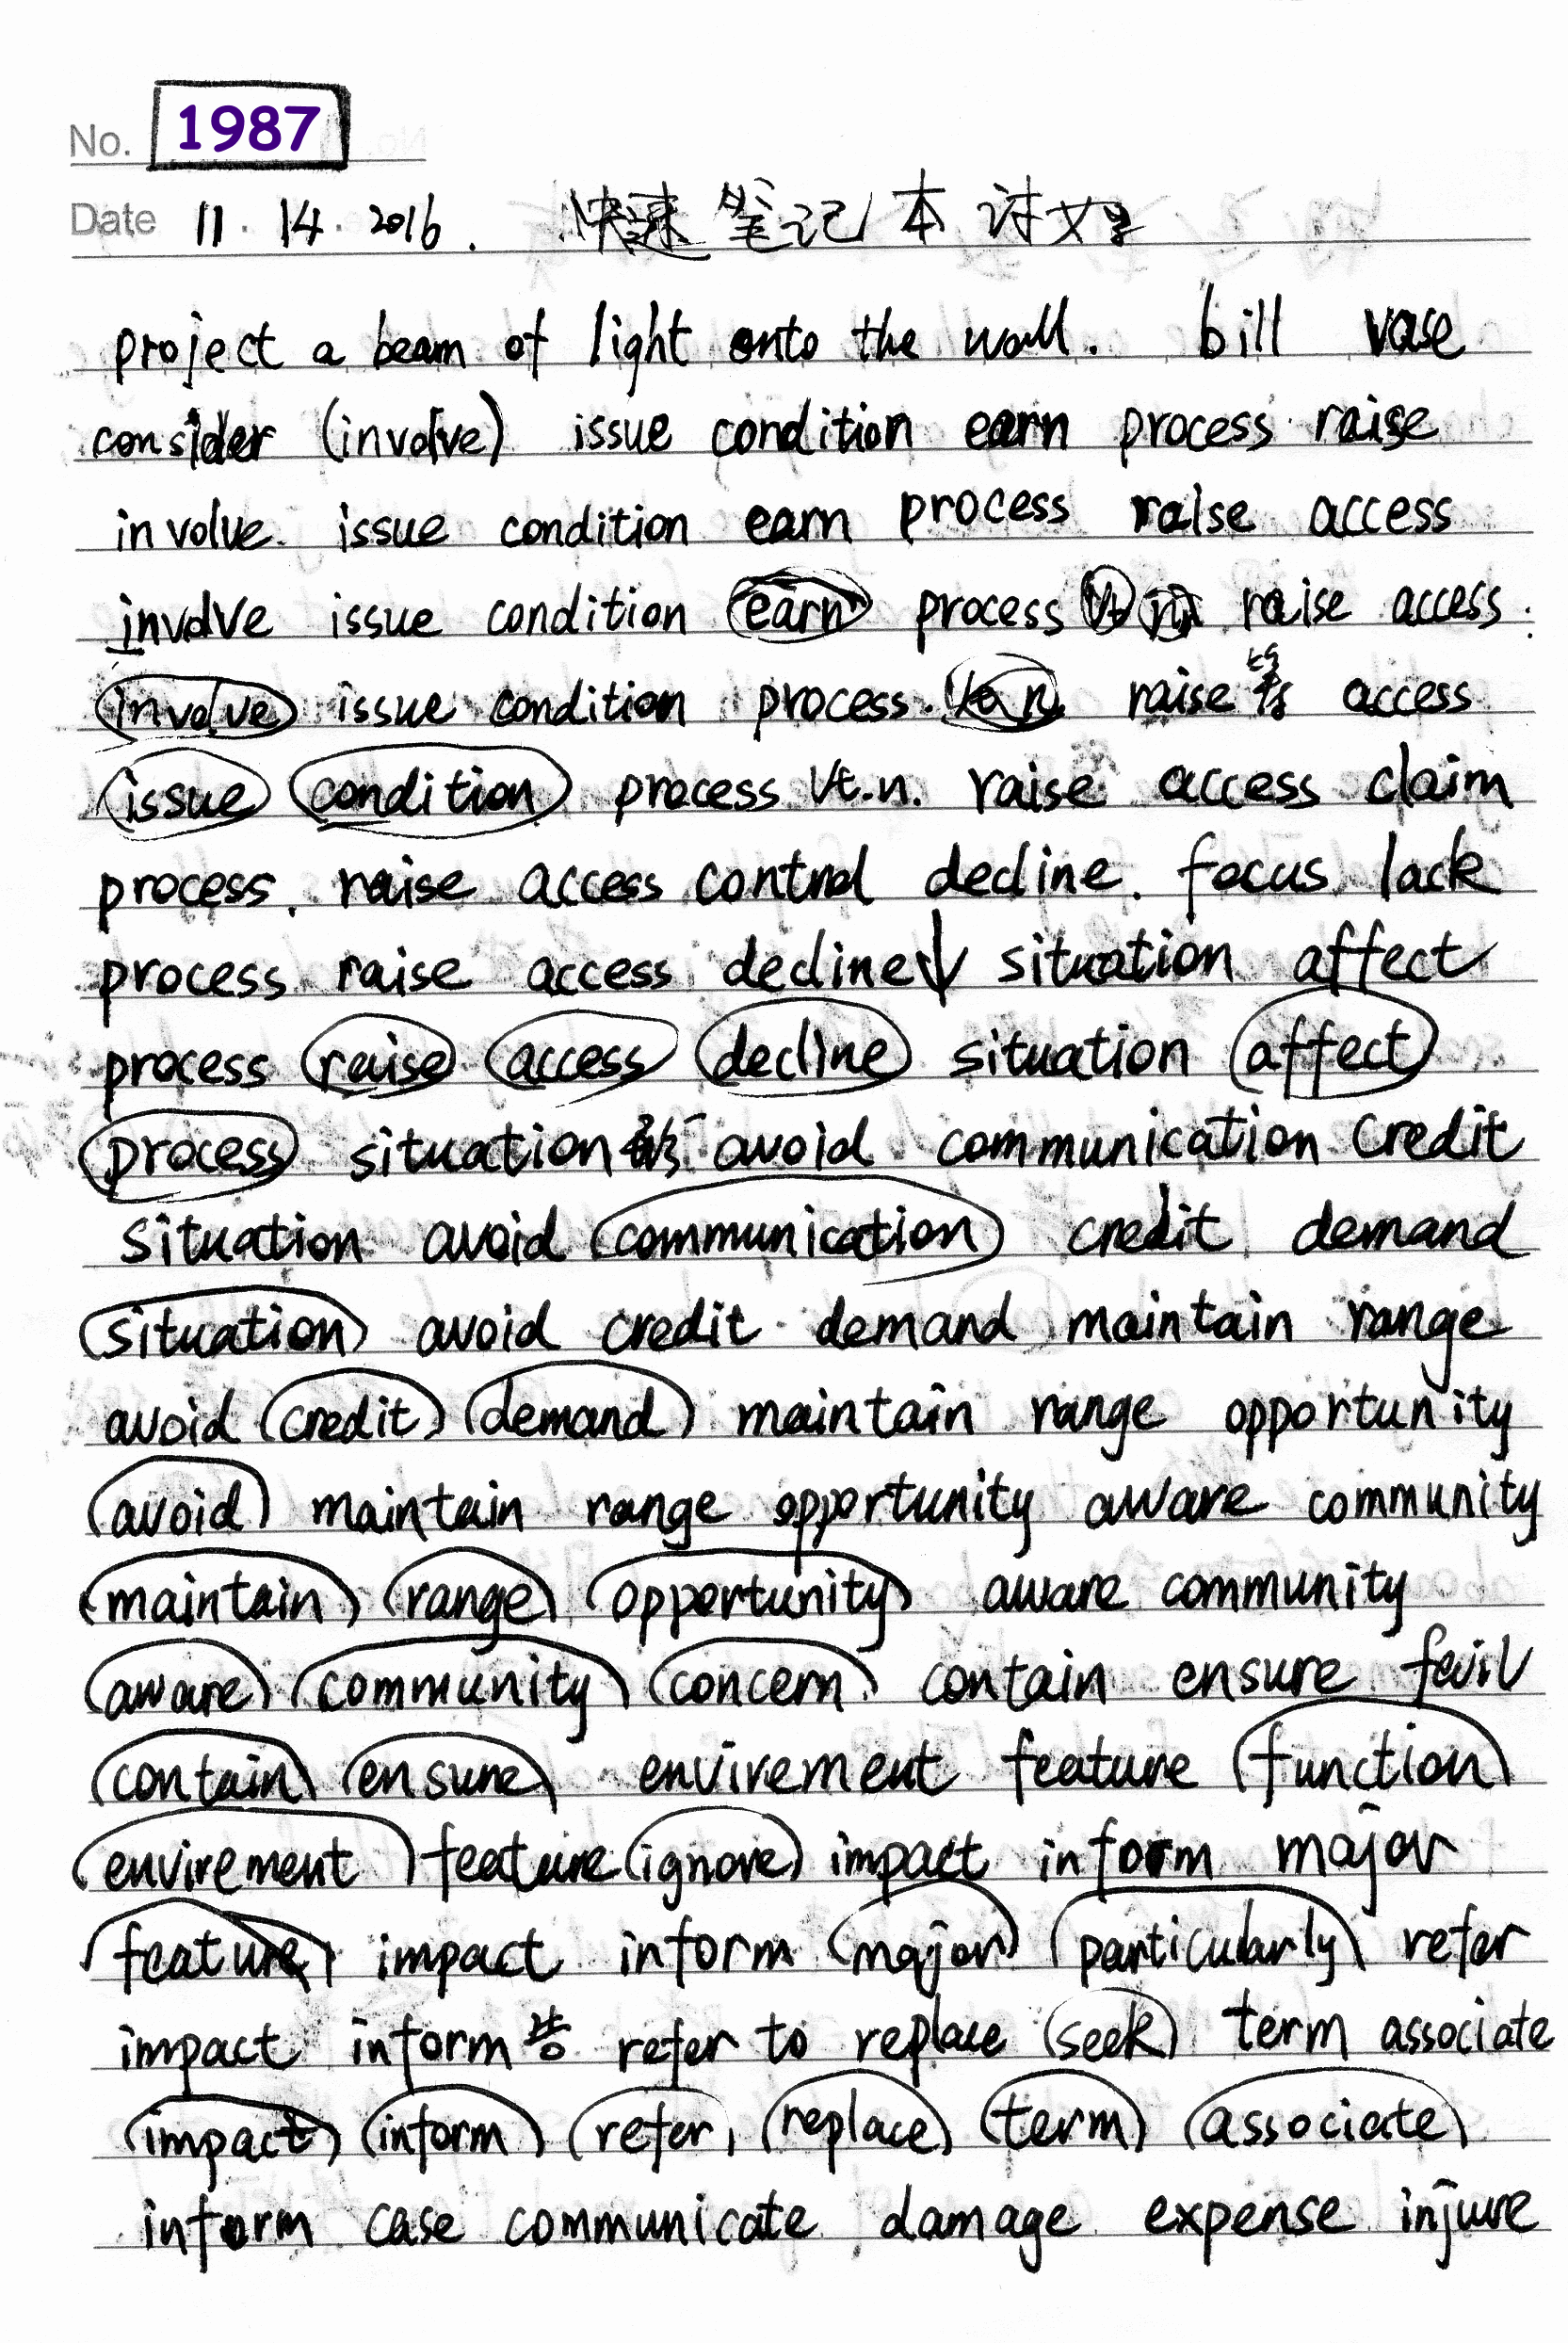 No. 1987
Date 11. 14. 2016. 快速 笔记 本 讨
project a beam of light onto the wall. bill vase
consider (involve) issue condition earn process raise
involve issue condition earn process raise access
involve issue condition earn process vt n raise access.
involve issue condition process. n raise access
issue condition process vt.n. raise access claim
process. raise access control decline. focus lack
process raise access decline↓ situation affect
process raise access decline situation affect
process situation avoid communication credit
situation avoid communication credit demand
situation avoid credit demand maintain range
avoid credit demand maintain range opportunity
avoid maintain range opportunity aware community
maintain range opportunity aware community
aware community concern contain ensure fail
contain ensure envirement feature function
envirement feature ignore impact inform major
feature impact inform major particularly refer
impact inform refer to replace seek term associate
impact inform refer, replace term associate
inform case communicate damage expense injure